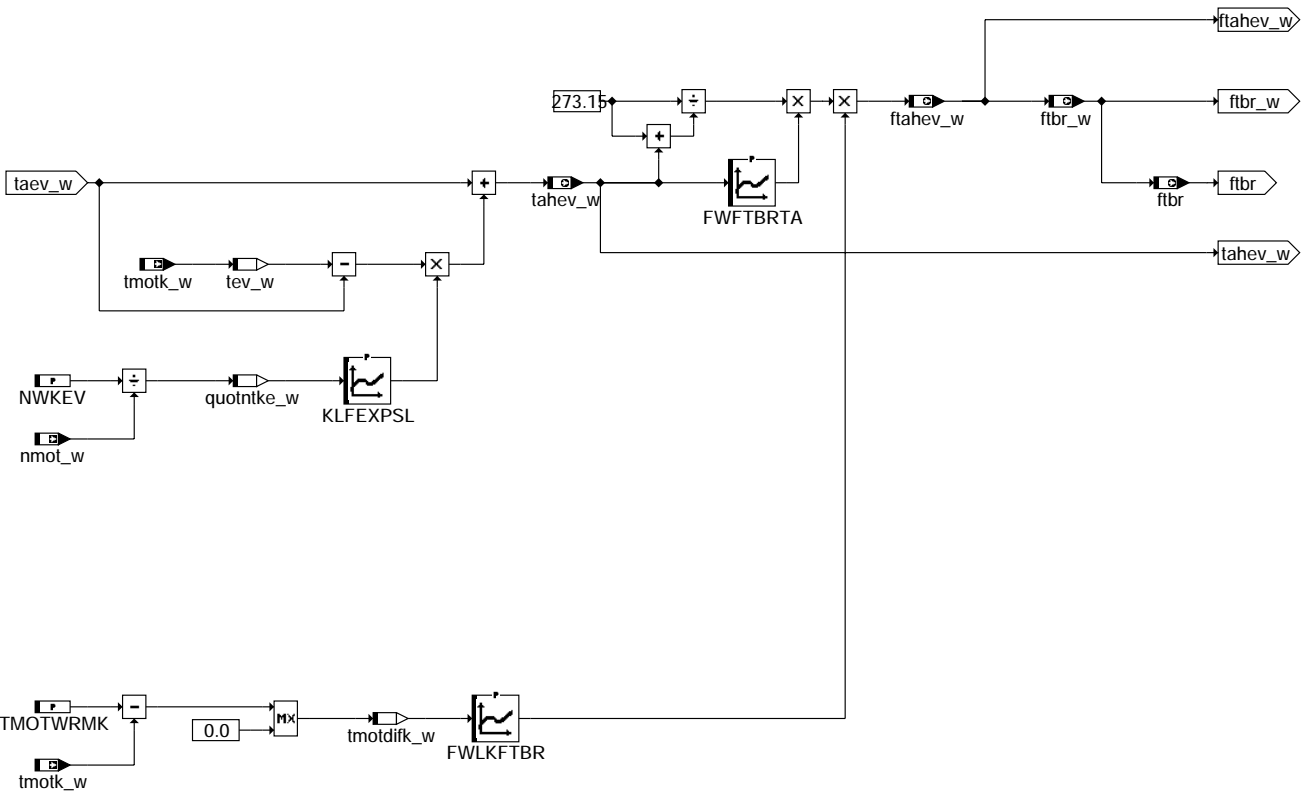 ftahev_w
273.15
÷
×
×
ftahev_w
ftbr_w
ftbr_w
+
taev_w
+
tahev_w
P
FWFTBRTA
ftbr
ftbr
tahev_w
tmotk_w
tev_w
−
×
P
NWKEV
÷
quotntke_w
P
KLFEXPSL
nmot_w
P
TMOTWRMK
−
0.0
MX
tmotdifk_w
P
FWLKFTBR
tmotk_w